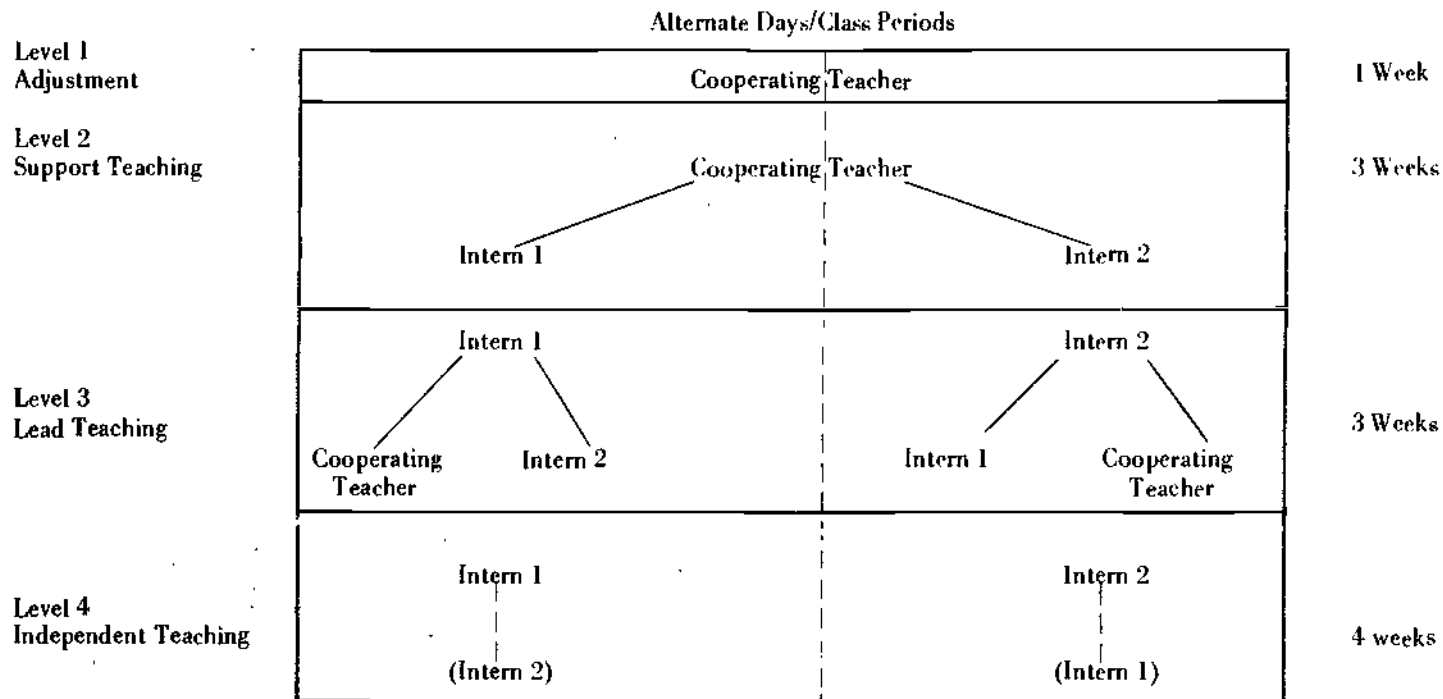 Alternate Days/Class Periods
Level 1
Adjustment
Cooperating Teacher
1 Week
Level 2
Support Teaching
Cooperating Teacher
3 Weeks
Intern 1
Intern 2
Level 3
Lead Teaching
Intern 1
Intern 2
3 Weeks
Cooperating
Teacher
Intern 2
Intern 1
Cooperating
Teacher
Level 4
Independent Teaching
Intern 1
Intern 2
4 weeks
(Intern 2)
(Intern 1)